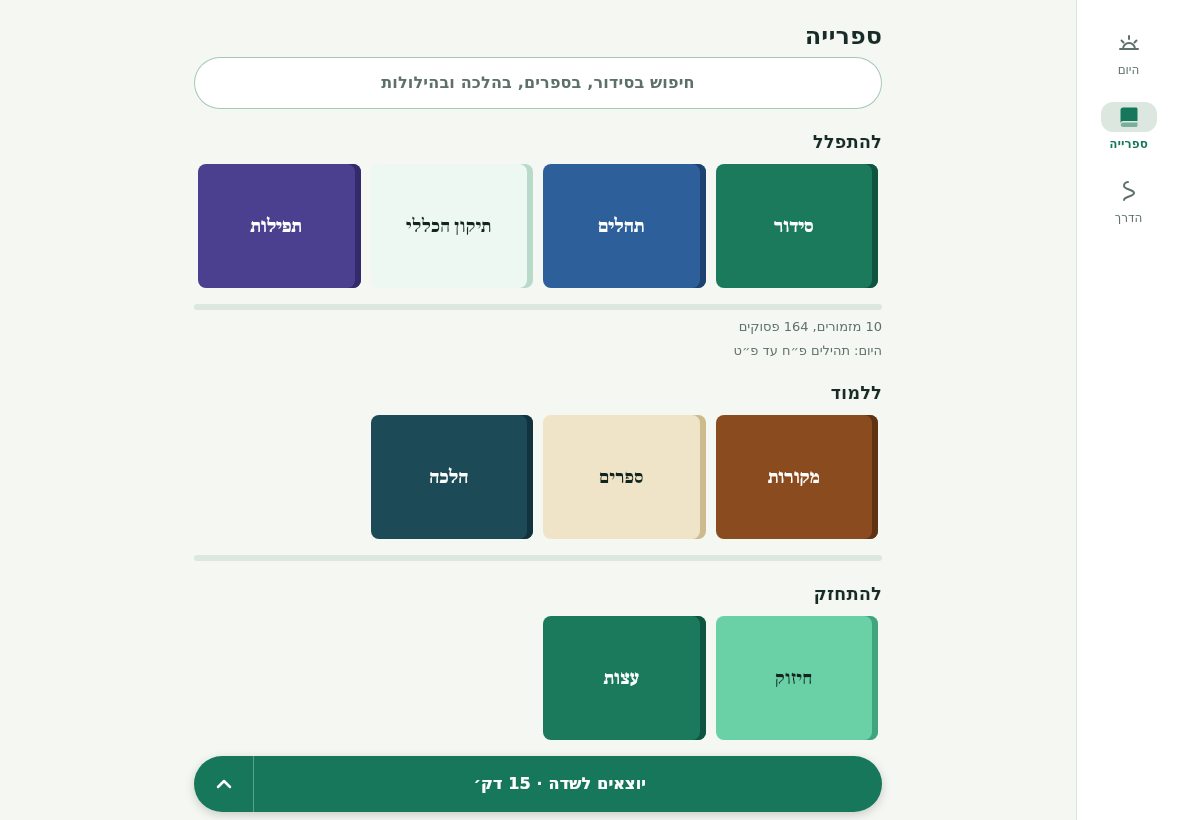 היום
ספרייה
הדרך
ספרייה
חיפוש בסידור, בספרים, בהלכה ובהילולות
להתפלל
סידור
תהלים
תיקון הכללי
תפילות
10 מזמורים, 164 פסוקים
היום: תהילים פ״ח עד פ״ט
ללמוד
מקורות
ספרים
הלכה
להתחזק
חיזוק
עצות
יוצאים לשדה · 15 דק׳